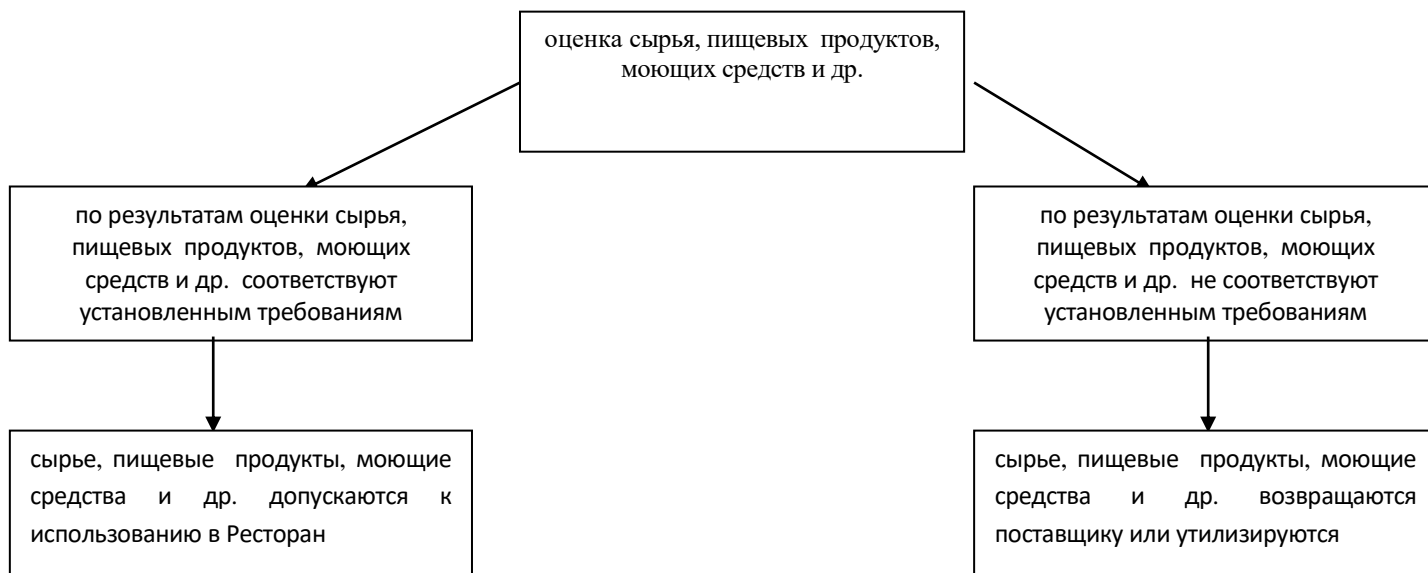 оценка сырья, пищевых продуктов,
моющих средств и др.
по результатам оценки сырья,
пищевых продуктов, моющих
средств и др. соответствуют
установленным требованиям
по результатам оценки сырья,
пищевых продуктов, моющих
средств и др. не соответствуют
установленным требованиям
сырье, пищевые продукты, моющие
средства и др. допускаются к
использованию в Ресторан
сырье, пищевые продукты, моющие
средства и др. возвращаются
поставщику или утилизируются